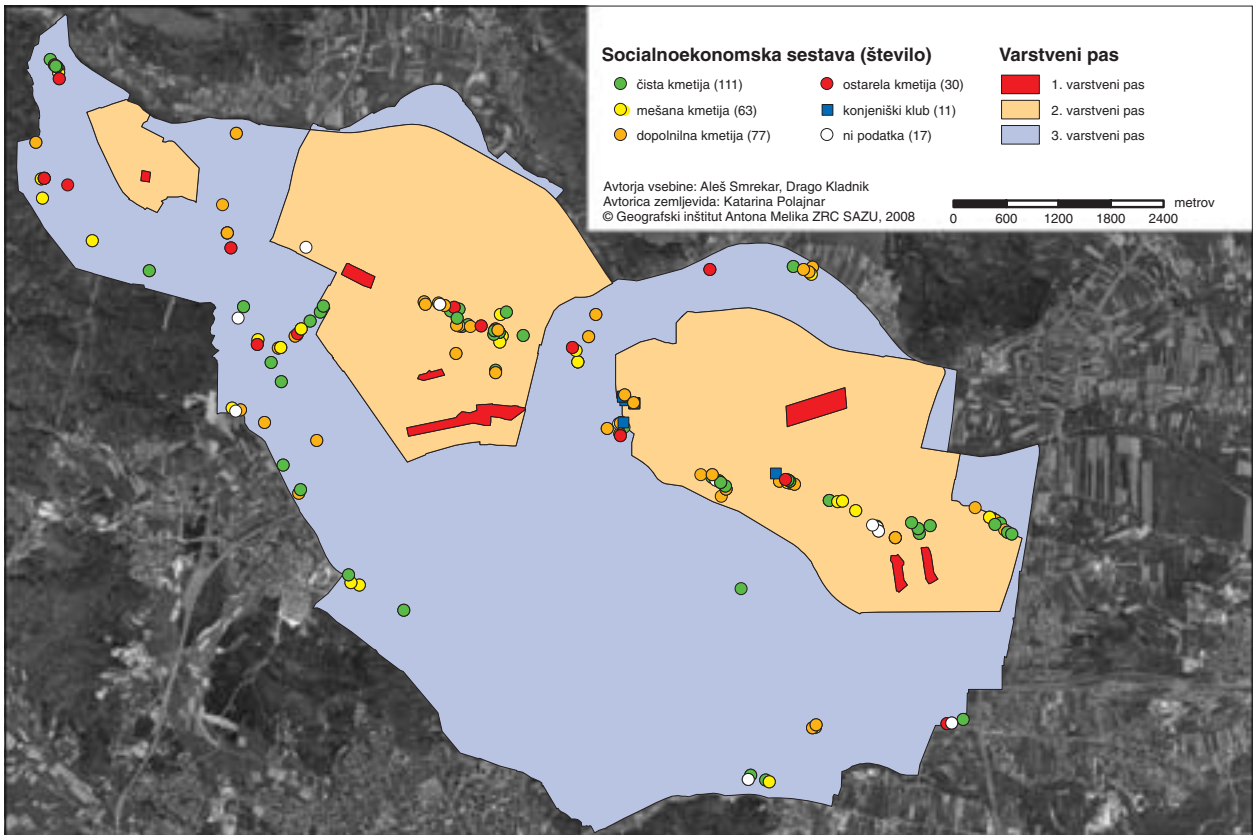 Socialnoekonomska sestava (število)
čista kmetija (111)
mešana kmetija (63)
dopolnilna kmetija (77)
ostarela kmetija (30)
konjeniški klub (11)
ni podatka (17)
Varstveni pas
1. varstveni pas
2. varstveni pas
3. varstveni pas
Avtorja vsebine: Aleš Smrekar, Drago Kladnik
Avtorica zemljevida: Katarina Polajnar
© Geografski inštitut Antona Melika ZRC SAZU, 2008
metrov
0 600 1200 1800 2400